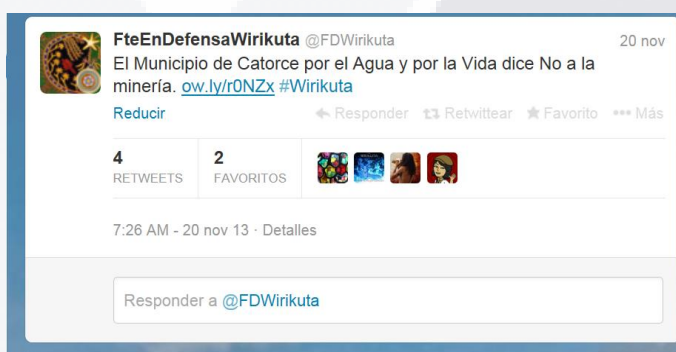 FteEnDefensaWirikuta @FDWirikuta 20 nov
El Municipio de Catorce por el Agua y por la Vida dice No a la
minería. ow.ly/r0NZx #Wirikuta
Reducir Responder Retwittear Favorito Más
4 2
RETWEETS FAVORITOS
7:26 AM - 20 nov 13 · Detalles
Responder a @FDWirikuta